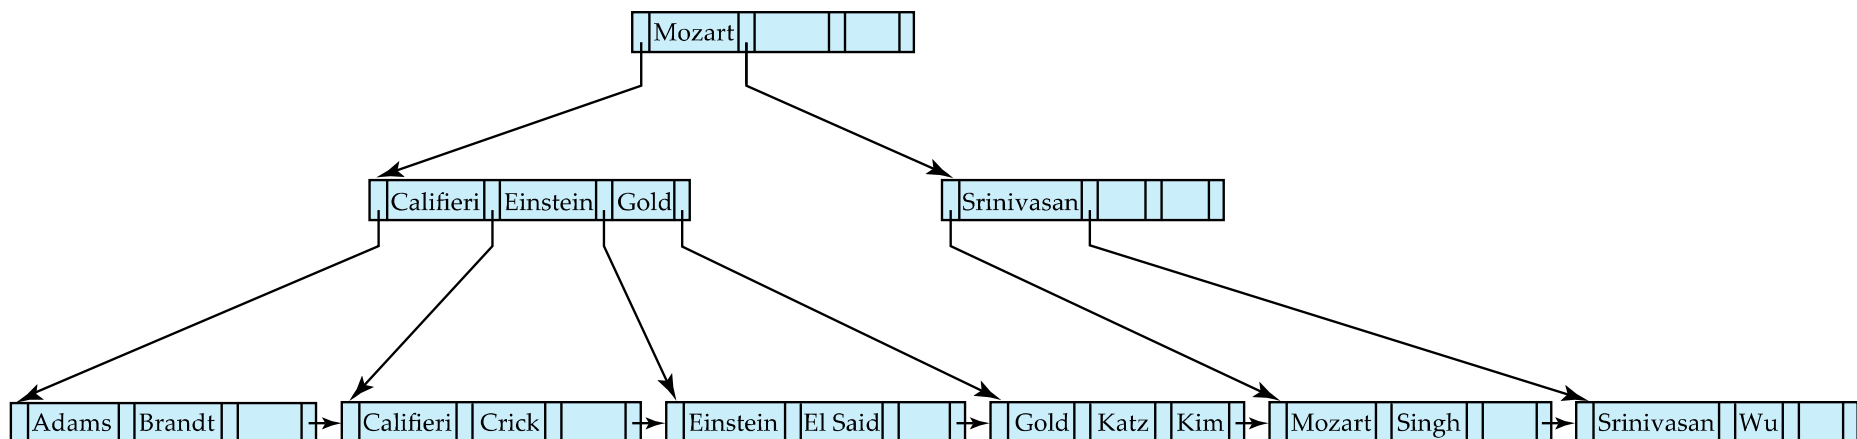 Mozart
Califieri Einstein Gold Srinivasan
Adams Brandt Califieri Crick Einstein El Said Gold Katz Kim Mozart Singh Srinivasan Wu